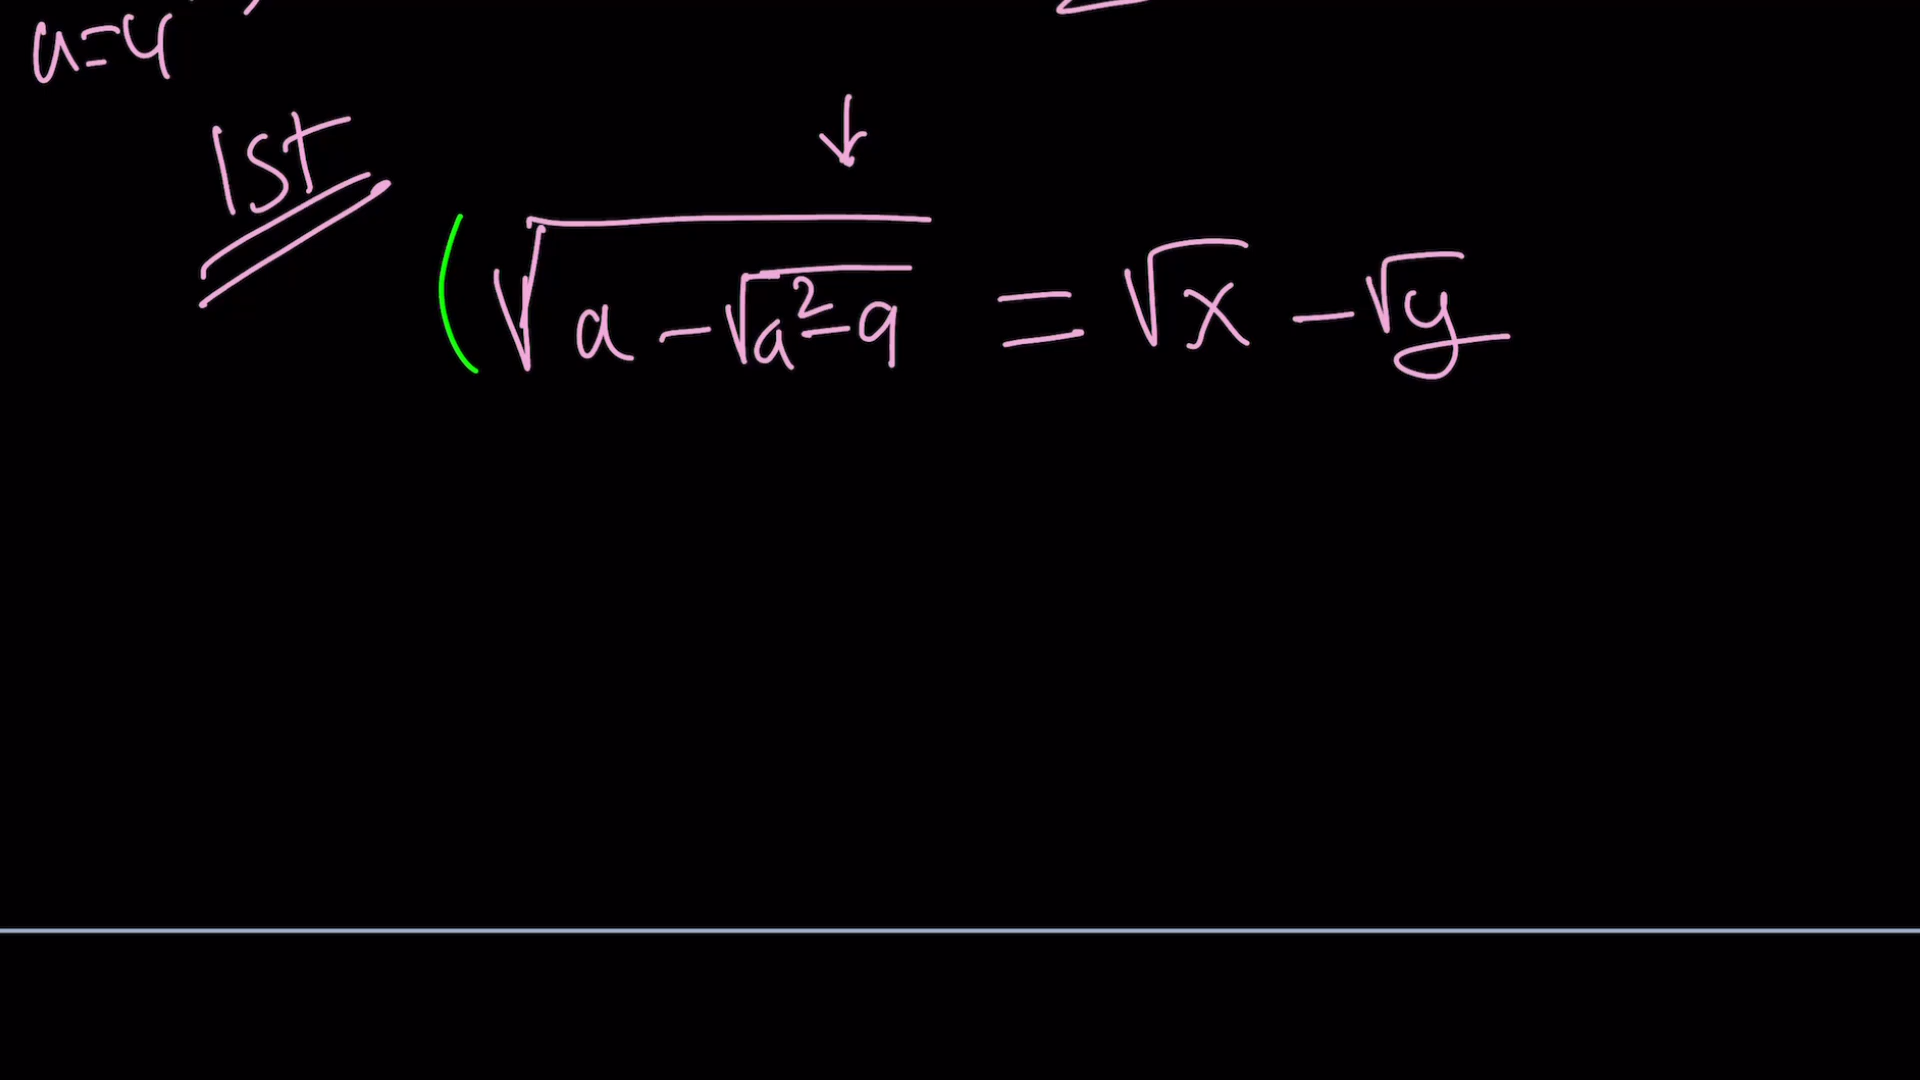 a=4
1st
(√(a-√(a²-9)) = √x - √y